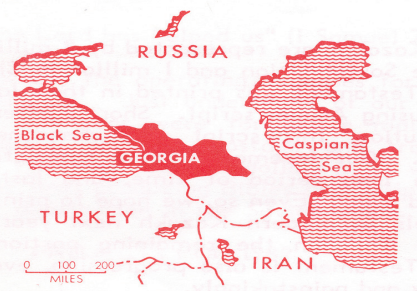 RUSSIA
Black Sea
GEORGIA
Caspian
Sea
TURKEY
IRAN
0 100 200
MILES